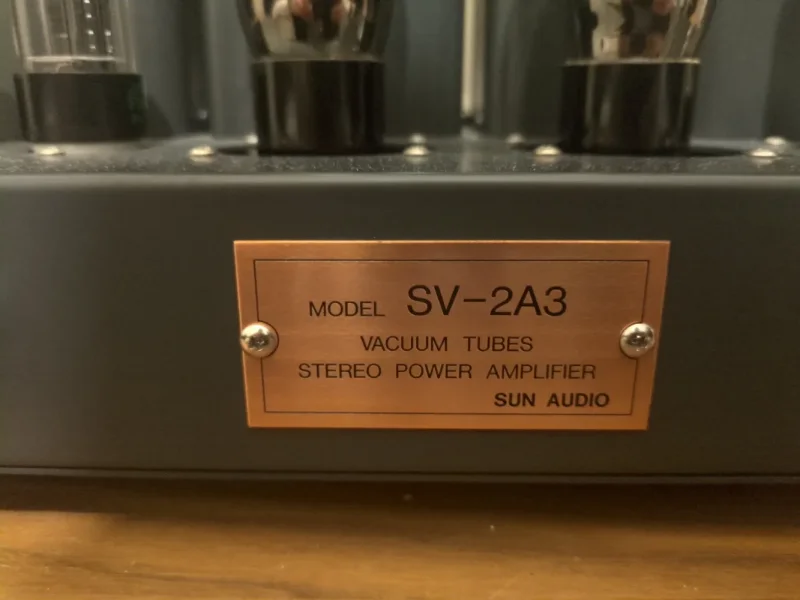 MODEL SV-2A3
VACUUM TUBES
STEREO POWER AMPLIFIER
SUN AUDIO